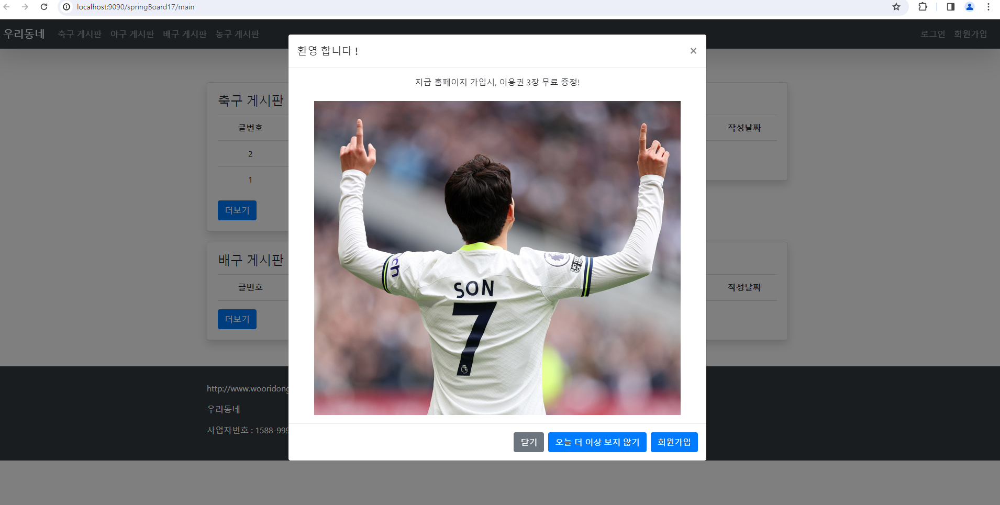 localhost:9090/springBoard17/main
우리동네 축구 게시판 야구 게시판 배구 게시판 농구 게시판 로그인 회원가입
환영 합니다 ! ×
지금 홈페이지 가입시, 이용권 3장 무료 증정!
축구 게시판
글번호 작성날짜
2
1
더보기
배구 게시판
글번호 작성날짜
더보기
ch
SON
7
http://www.wooridong
우리동네
사업자번호 : 1588-999
닫기 오늘 더 이상 보지 않기 회원가입